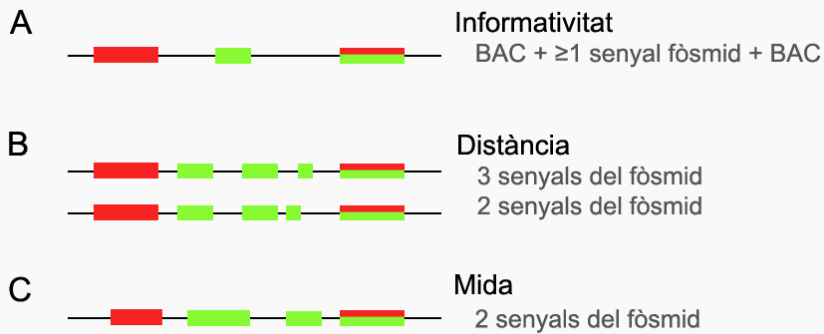 A
Informativitat
BAC + ≥1 senyal fòsmid + BAC
B
Distància
3 senyals del fòsmid
2 senyals del fòsmid
C
Mida
2 senyals del fòsmid